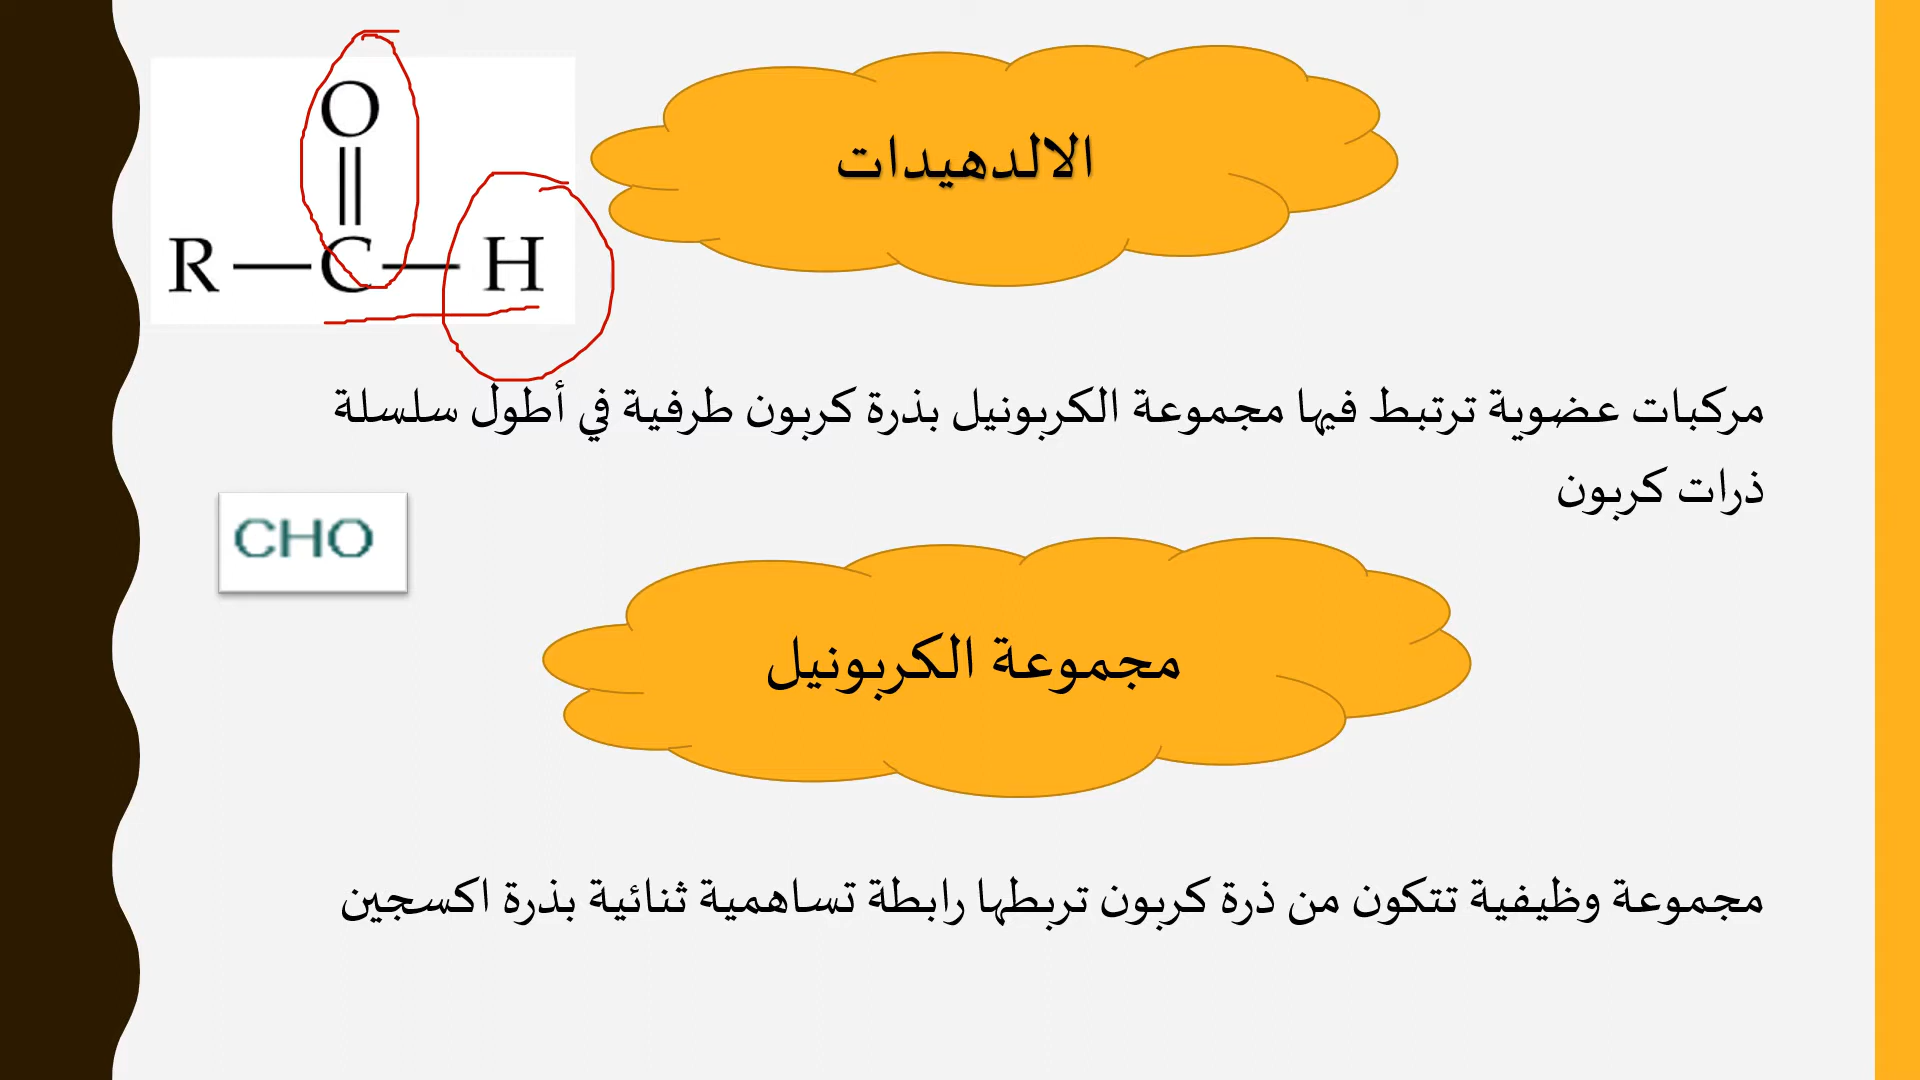 O
R—C—H
الالدهيدات
مركبات عضوية ترتبط فيها مجموعة الكربونيل بذرة كربون طرفية في أطول سلسلة
ذرات كربون
CHO
مجموعة الكربونيل
مجموعة وظيفية تتكون من ذرة كربون تربطها رابطة تساهمية ثنائية بذرة اكسجين